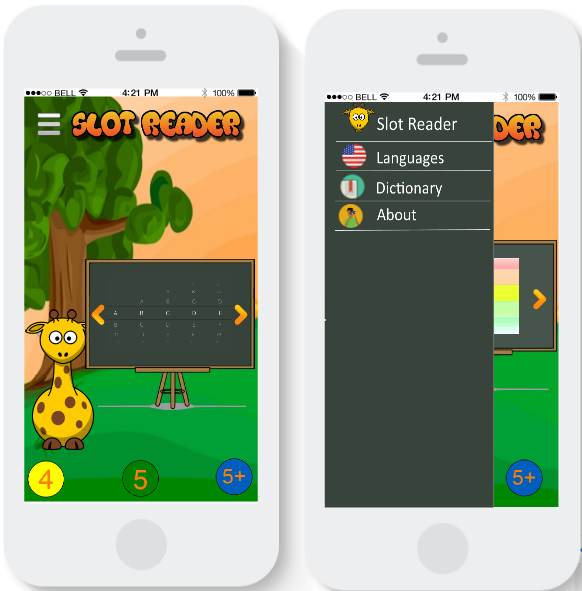 BELL 4:21 PM 100%
SLOT READER
A B C D
A B C D E
4 5 5+
BELL 4:21 PM 100%
Slot Reader
DER
Languages
Dictionary
About
5+